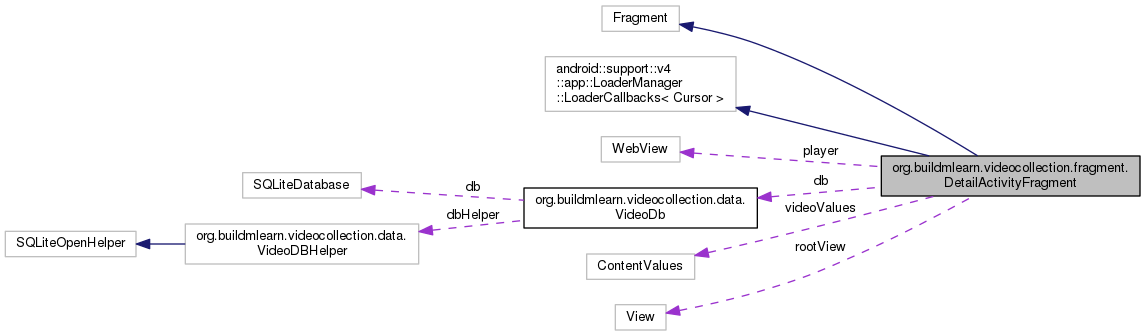 Fragment
android::support::v4
::app::LoaderManager
::LoaderCallbacks< Cursor >
WebView
player
org.buildmlearn.videocollection.fragment.
DetailActivityFragment
SQLiteDatabase
db
org.buildmlearn.videocollection.data.
VideoDb
db
dbHelper
videoValues
SQLiteOpenHelper
org.buildmlearn.videocollection.data.
VideoDBHelper
ContentValues
rootView
View